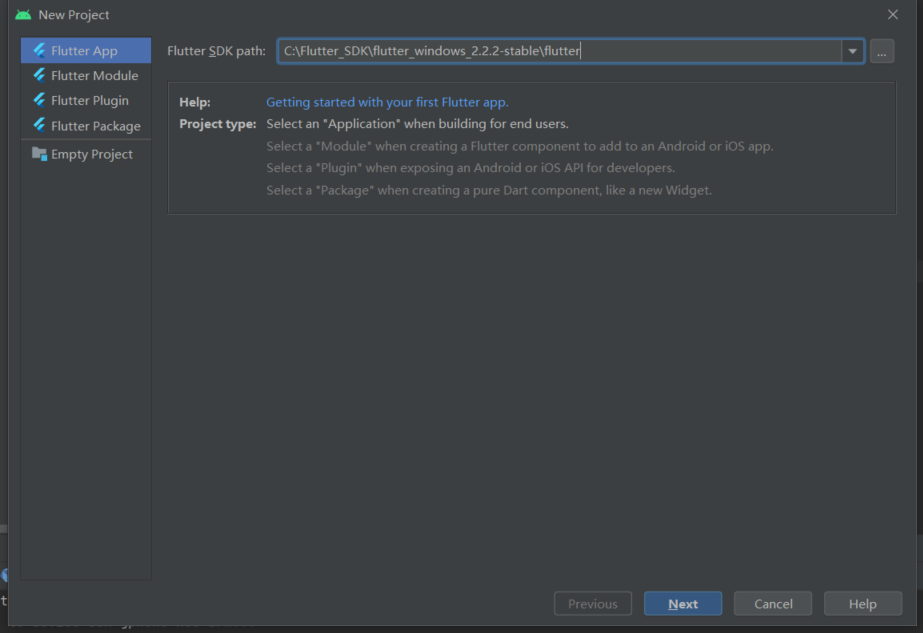 New Project
Flutter App
Flutter Module
Flutter Plugin
Flutter Package
Empty Project
Flutter SDK path: C:\Flutter_SDK\flutter_windows_2.2.2-stable\flutter ...
Help: Getting started with your first Flutter app.
Project type: Select an "Application" when building for end users.
Select a "Module" when creating a Flutter component to add to an Android or iOS app.
Select a "Plugin" when exposing an Android or iOS API for developers.
Select a "Package" when creating a pure Dart component, like a new Widget.
Previous Next Cancel Help